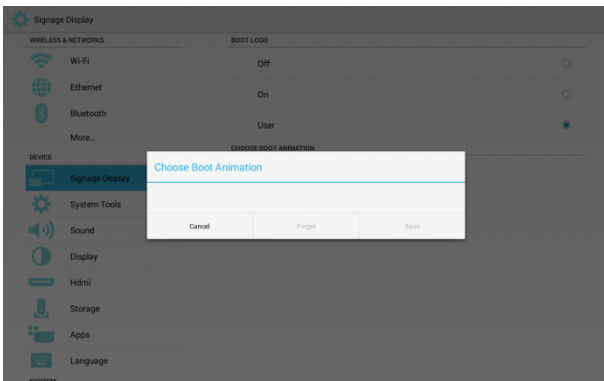 Signage Display
WIRELESS & NETWORKS
Wi-Fi
Ethernet
Bluetooth
More...
DEVICE
Signage Display
System Tools
Sound
Display
Hdmi
Storage
Apps
Language
SYSTEM
BOOT LOGO
Off
On
User
CHOOSE BOOT ANIMATION
Choose Boot Animation
Cancel
Forget
Save